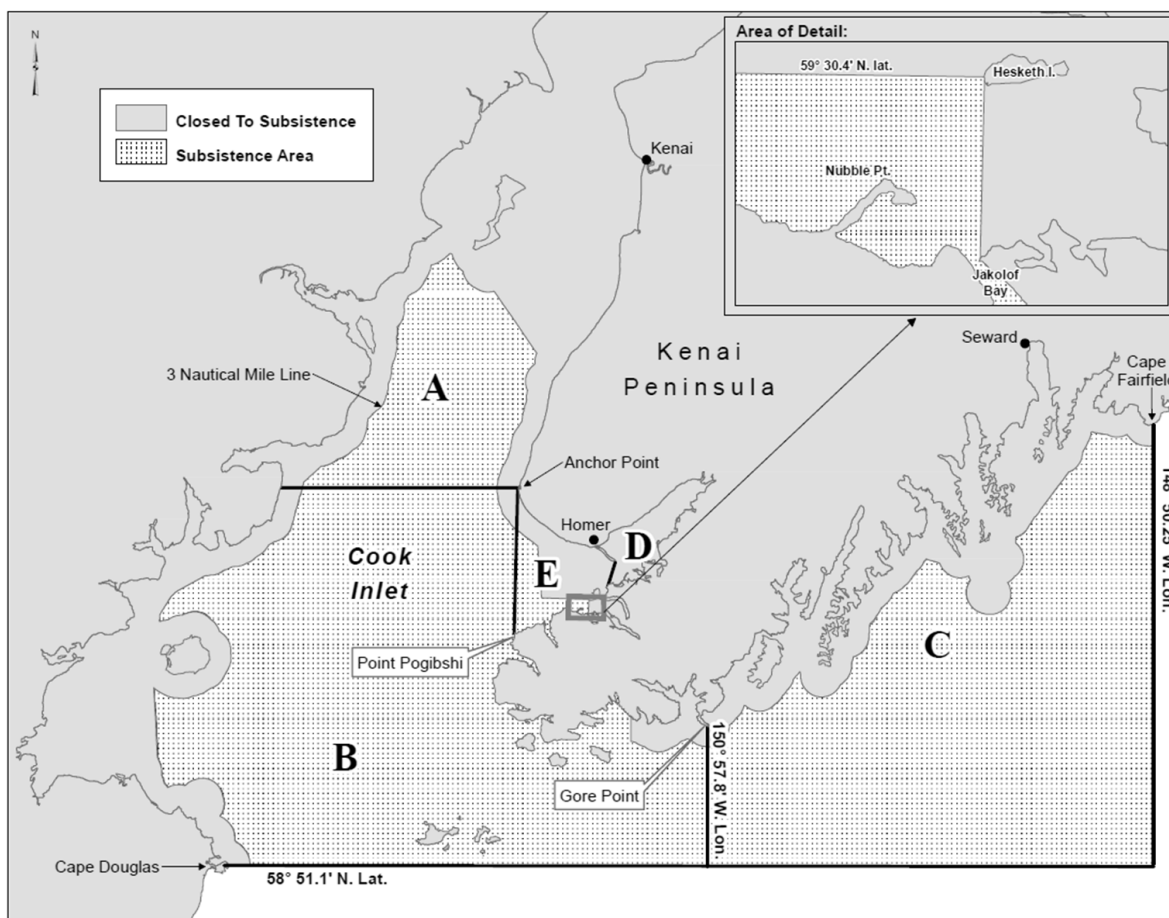 N
Closed To Subsistence
Subsistence Area
Area of Detail:
59° 30.4' N. lat.
Hesketh I.
Nubble Pt.
Jakolof
Bay
Kenai
3 Nautical Mile Line
A
Kenai
Peninsula
Seward
Cape
Fairfield
Anchor Point
Homer
Cook
Inlet
D
E
C
Point Pogibshi
B
Gore Point
150° 57.8' W. Lon.
W. Lon.
Cape Douglas
58° 51.1' N. Lat.